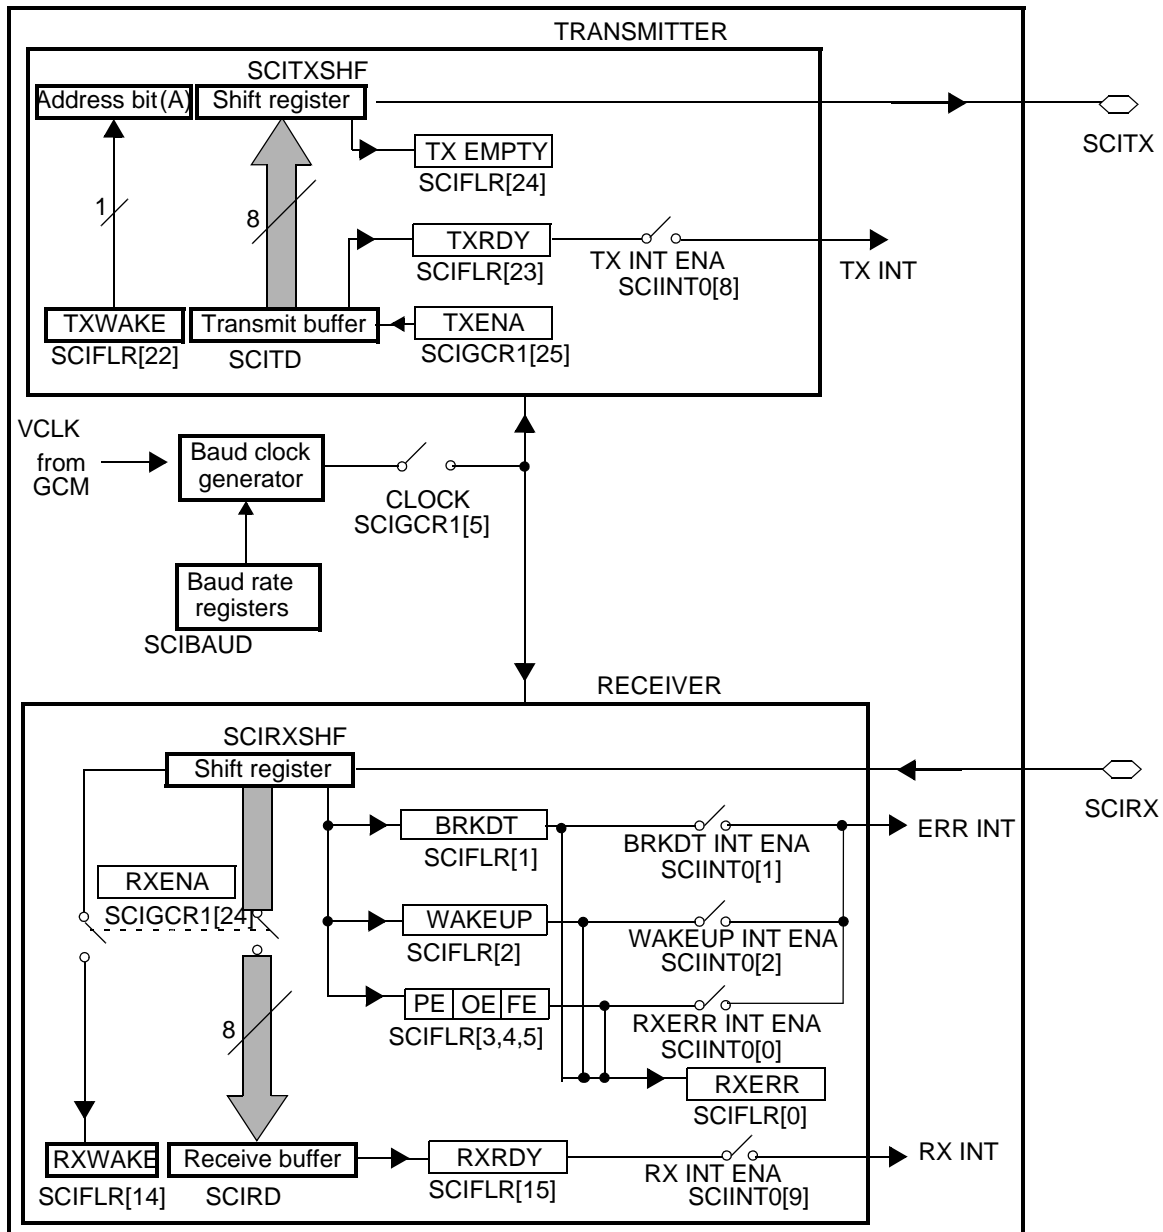 TRANSMITTER
SCITXSHF
Address bit(A)
Shift register
SCITX
TX EMPTY
SCIFLR[24]
1
8
TXRDY
SCIFLR[23]
TX INT ENA
SCIINT0[8]
TX INT
TXWAKE
SCIFLR[22]
Transmit buffer
SCITD
TXENA
SCIGCR1[25]
VCLK
from
GCM
Baud clock
generator
CLOCK
SCIGCR1[5]
Baud rate
registers
SCIBAUD
RECEIVER
SCIRXSHF
Shift register
SCIRX
BRKDT
SCIFLR[1]
BRKDT INT ENA
SCIINT0[1]
ERR INT
RXENA
SCIGCR1[24]
WAKEUP
SCIFLR[2]
WAKEUP INT ENA
SCIINT0[2]
PE OE FE
SCIFLR[3,4,5]
RXERR INT ENA
SCIINT0[0]
8
RXERR
SCIFLR[0]
RXWAKE
SCIFLR[14]
Receive buffer
SCIRD
RXRDY
SCIFLR[15]
RX INT ENA
SCIINT0[9]
RX INT